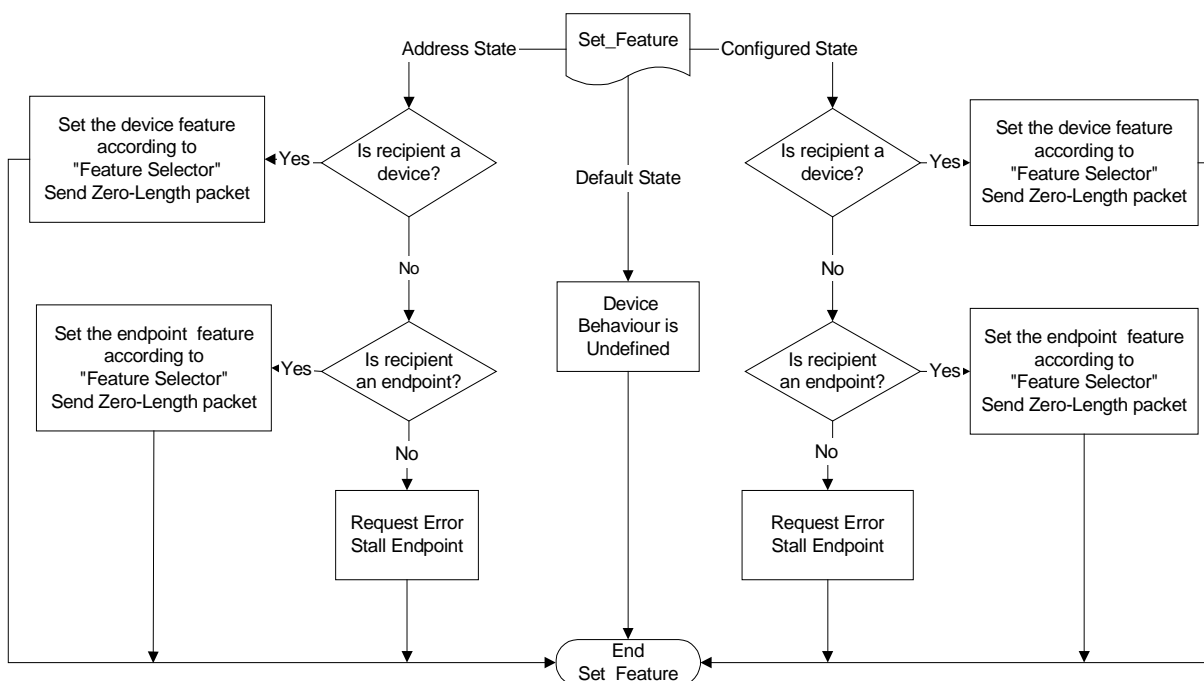 Set_Feature
Address State
Configured State
Default State
Set the device feature
according to
"Feature Selector"
Send Zero-Length packet
Yes
Is recipient a
device?
No
Set the endpoint  feature
according to
"Feature Selector"
Send Zero-Length packet
Yes
Is recipient
an endpoint?
No
Request Error
Stall Endpoint
Device
Behaviour is
Undefined
Is recipient a
device?
Yes
Set the device feature
according to
"Feature Selector"
Send Zero-Length packet
No
Is recipient
an endpoint?
Yes
Set the endpoint  feature
according to
"Feature Selector"
Send Zero-Length packet
No
Request Error
Stall Endpoint
End
Set_Feature